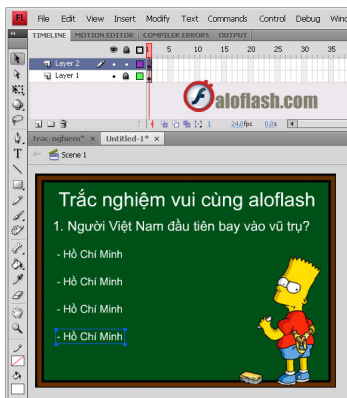 FL File Edit View Insert Modify Text Commands Control Debug Wind
TIMELINE MOTION EDITOR COMPILER ERRORS OUTPUT
5 10 15 20 25 30 35
Layer 2
Layer 1
aloflash.com
1 24.0fps 0.0s
trac-nghiem* × Untitled-1* ×
Scene 1
Trắc nghiệm vui cùng aloflash
1. Người Việt Nam đầu tiên bay vào vũ trụ?
- Hồ Chí Minh
- Hồ Chí Minh
- Hồ Chí Minh
- Hồ Chí Minh